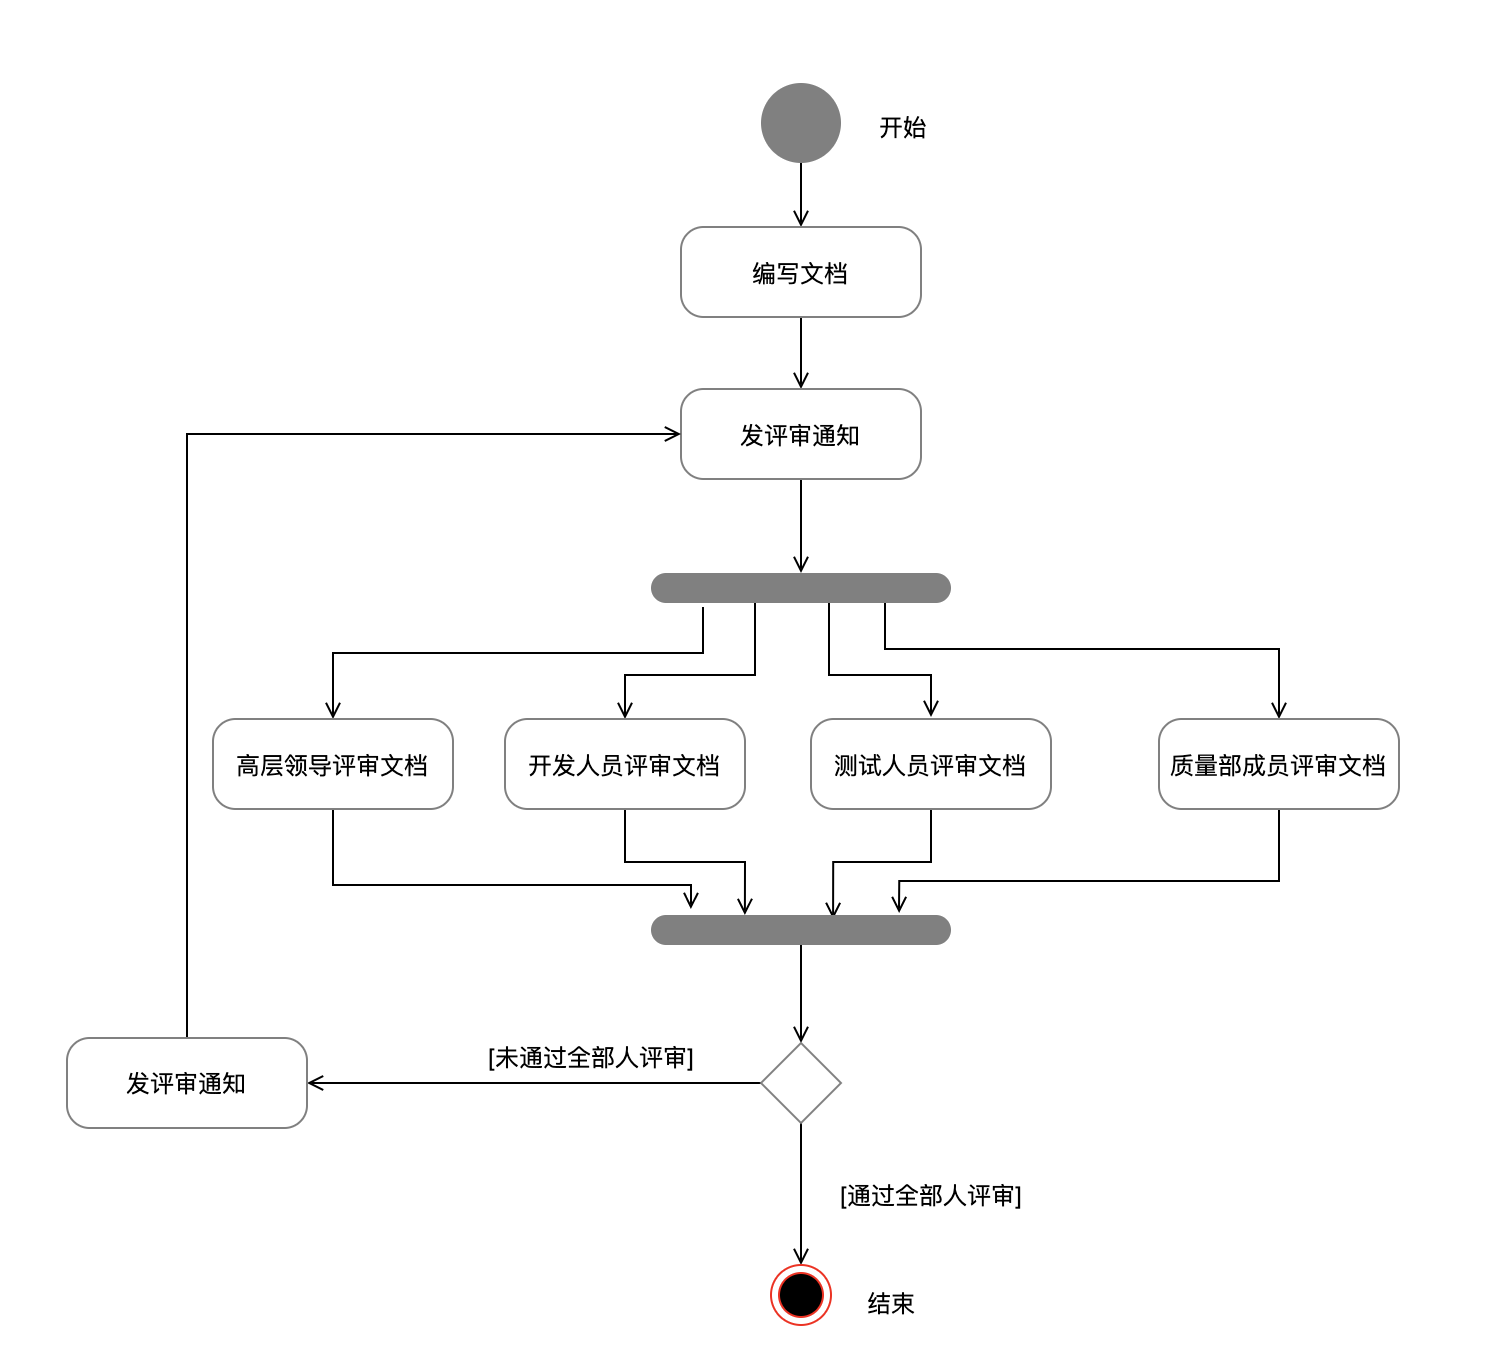 开始
编写文档
发评审通知
高层领导评审文档
开发人员评审文档
测试人员评审文档
质量部成员评审文档
[未通过全部人评审]
发评审通知
[通过全部人评审]
结束